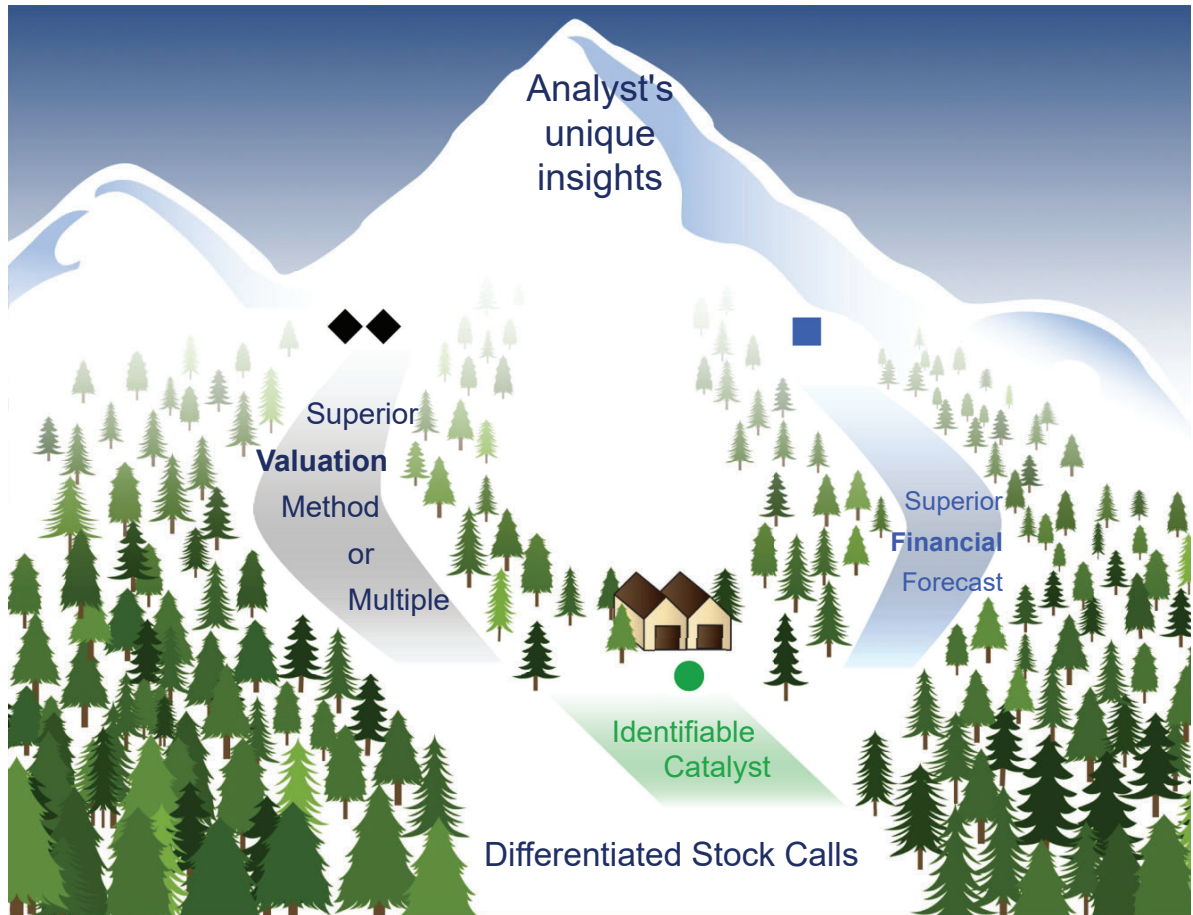 Analyst's
unique
insights
Superior
Valuation
Method
or
Multiple
Superior
Financial
Forecast
Identifiable
Catalyst
Differentiated Stock Calls